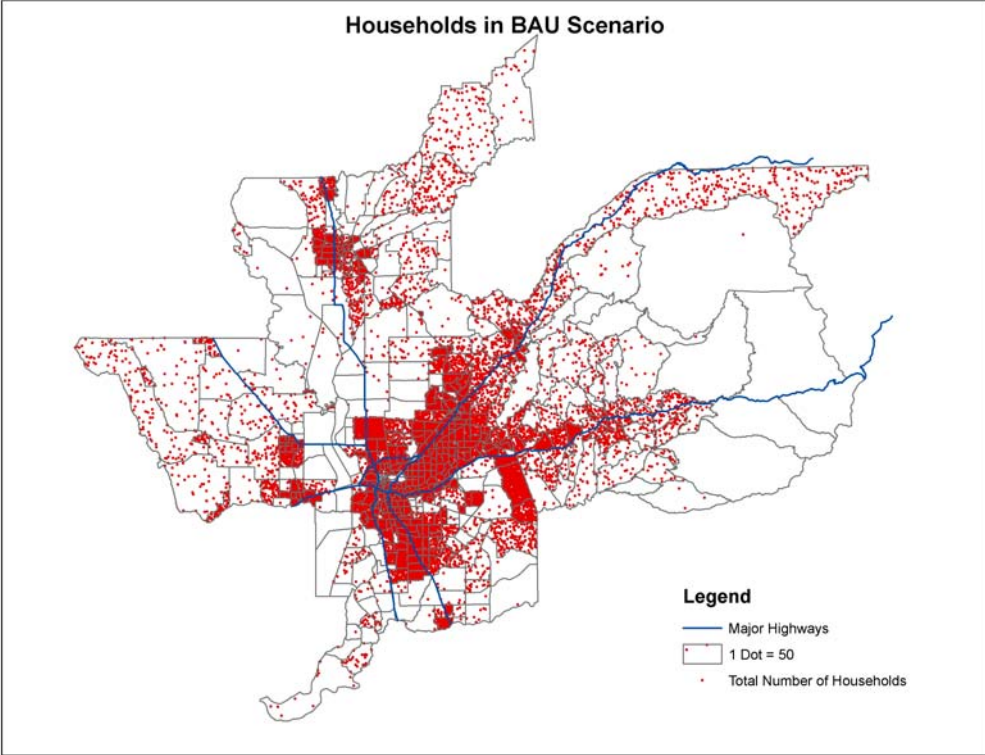 Households in BAU Scenario
Legend
Major Highways
1 Dot = 50
Total Number of Households